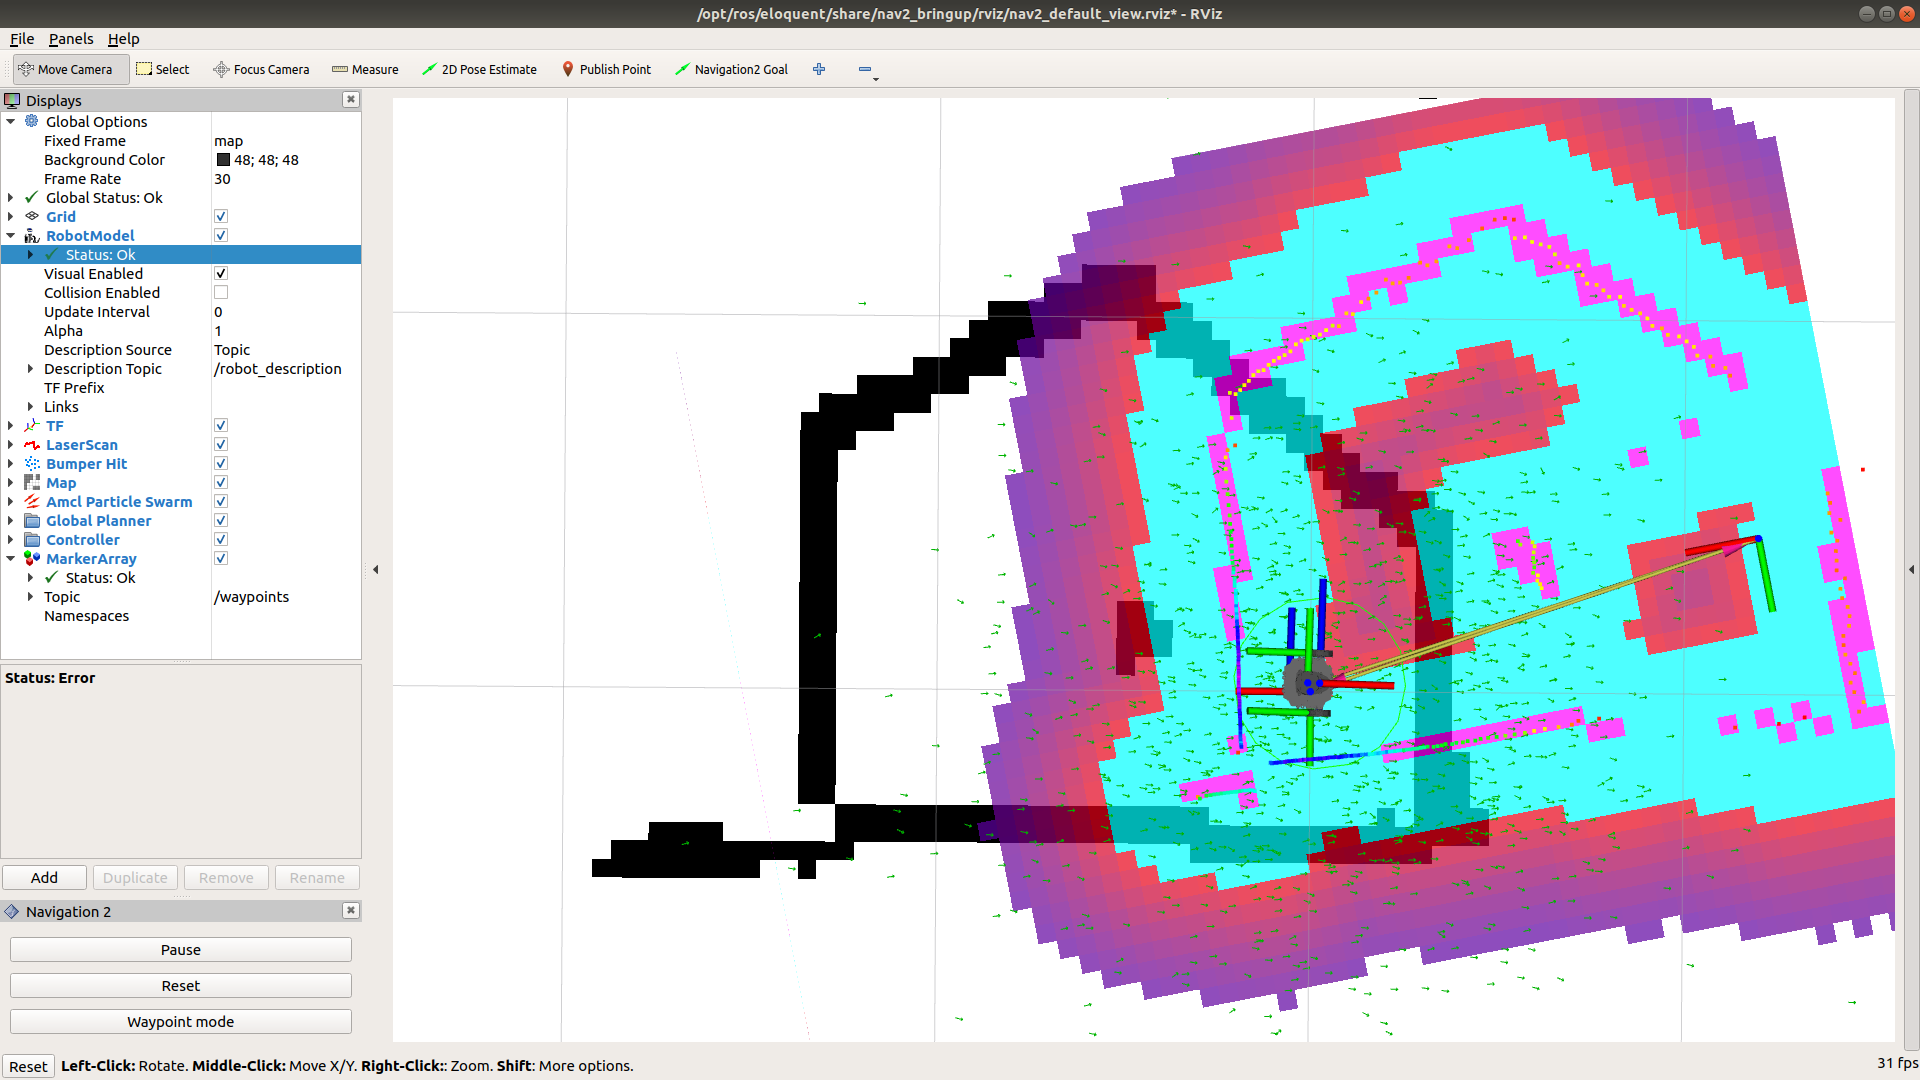 /opt/ros/eloquent/share/nav2_bringup/rviz/nav2_default_view.rviz* - RViz
File Panels Help
Move Camera Select Focus Camera Measure 2D Pose Estimate Publish Point Navigation2 Goal
Displays
Global Options
Fixed Frame map
Background Color 48; 48; 48
Frame Rate 30
Global Status: Ok
Grid
RobotModel
Status: Ok
Visual Enabled
Collision Enabled
Update Interval 0
Alpha 1
Description Source Topic
Description Topic /robot_description
TF Prefix
Links
TF
LaserScan
Bumper Hit
Map
Amcl Particle Swarm
Global Planner
Controller
MarkerArray
Status: Ok
Topic /waypoints
Namespaces
Status: Error
Add Duplicate Remove Rename
Navigation 2
Pause
Reset
Waypoint mode
Reset Left-Click: Rotate. Middle-Click: Move X/Y. Right-Click:: Zoom. Shift: More options. 31 fps